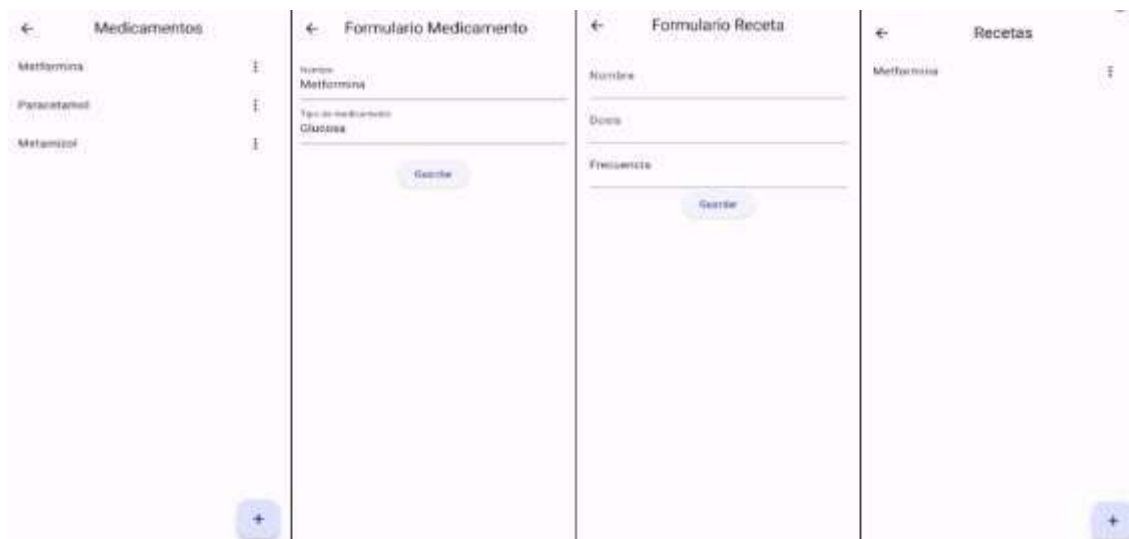 Medicamentos
Metformina
Paracetamol
Metamizol
+
Formulario Medicamento
Nombre
Metformina
Tipo de medicamento
Glucosa
Guardar
Formulario Receta
Nombre
Dosis
Frecuencia
Guardar
Recetas
Metformina
+